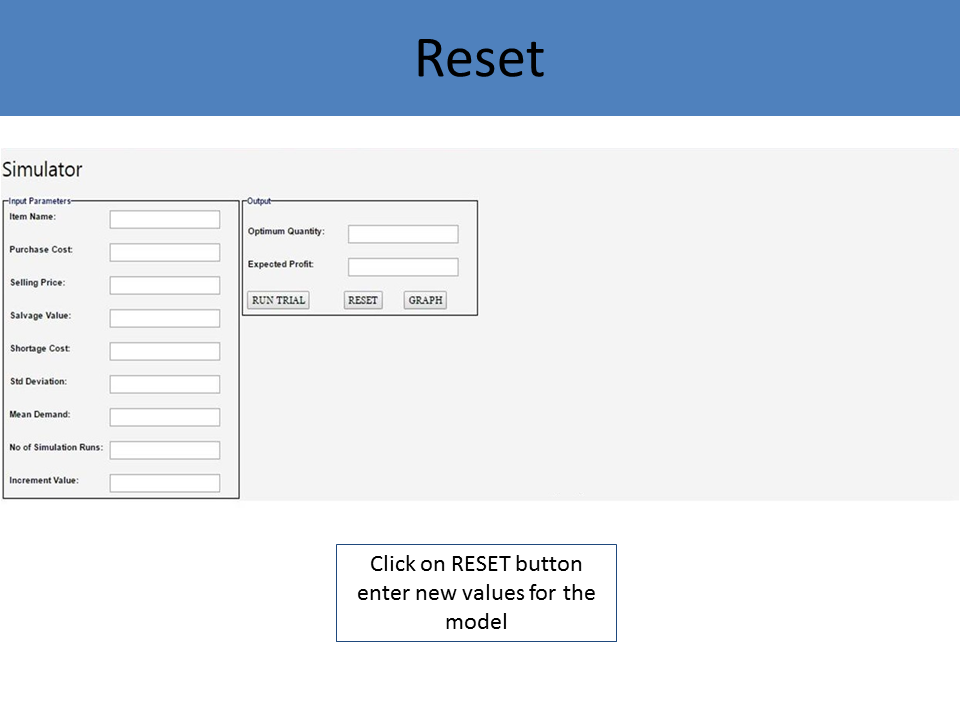 Reset
Simulator
Input Parameters
Item Name:
Purchase Cost:
Selling Price:
Salvage Value:
Shortage Cost:
Std Deviation:
Mean Demand:
No of Simulation Runs:
Increment Value:
Output
Optimum Quantity:
Expected Profit:
RUN TRIAL RESET GRAPH
Click on RESET button
enter new values for the
model